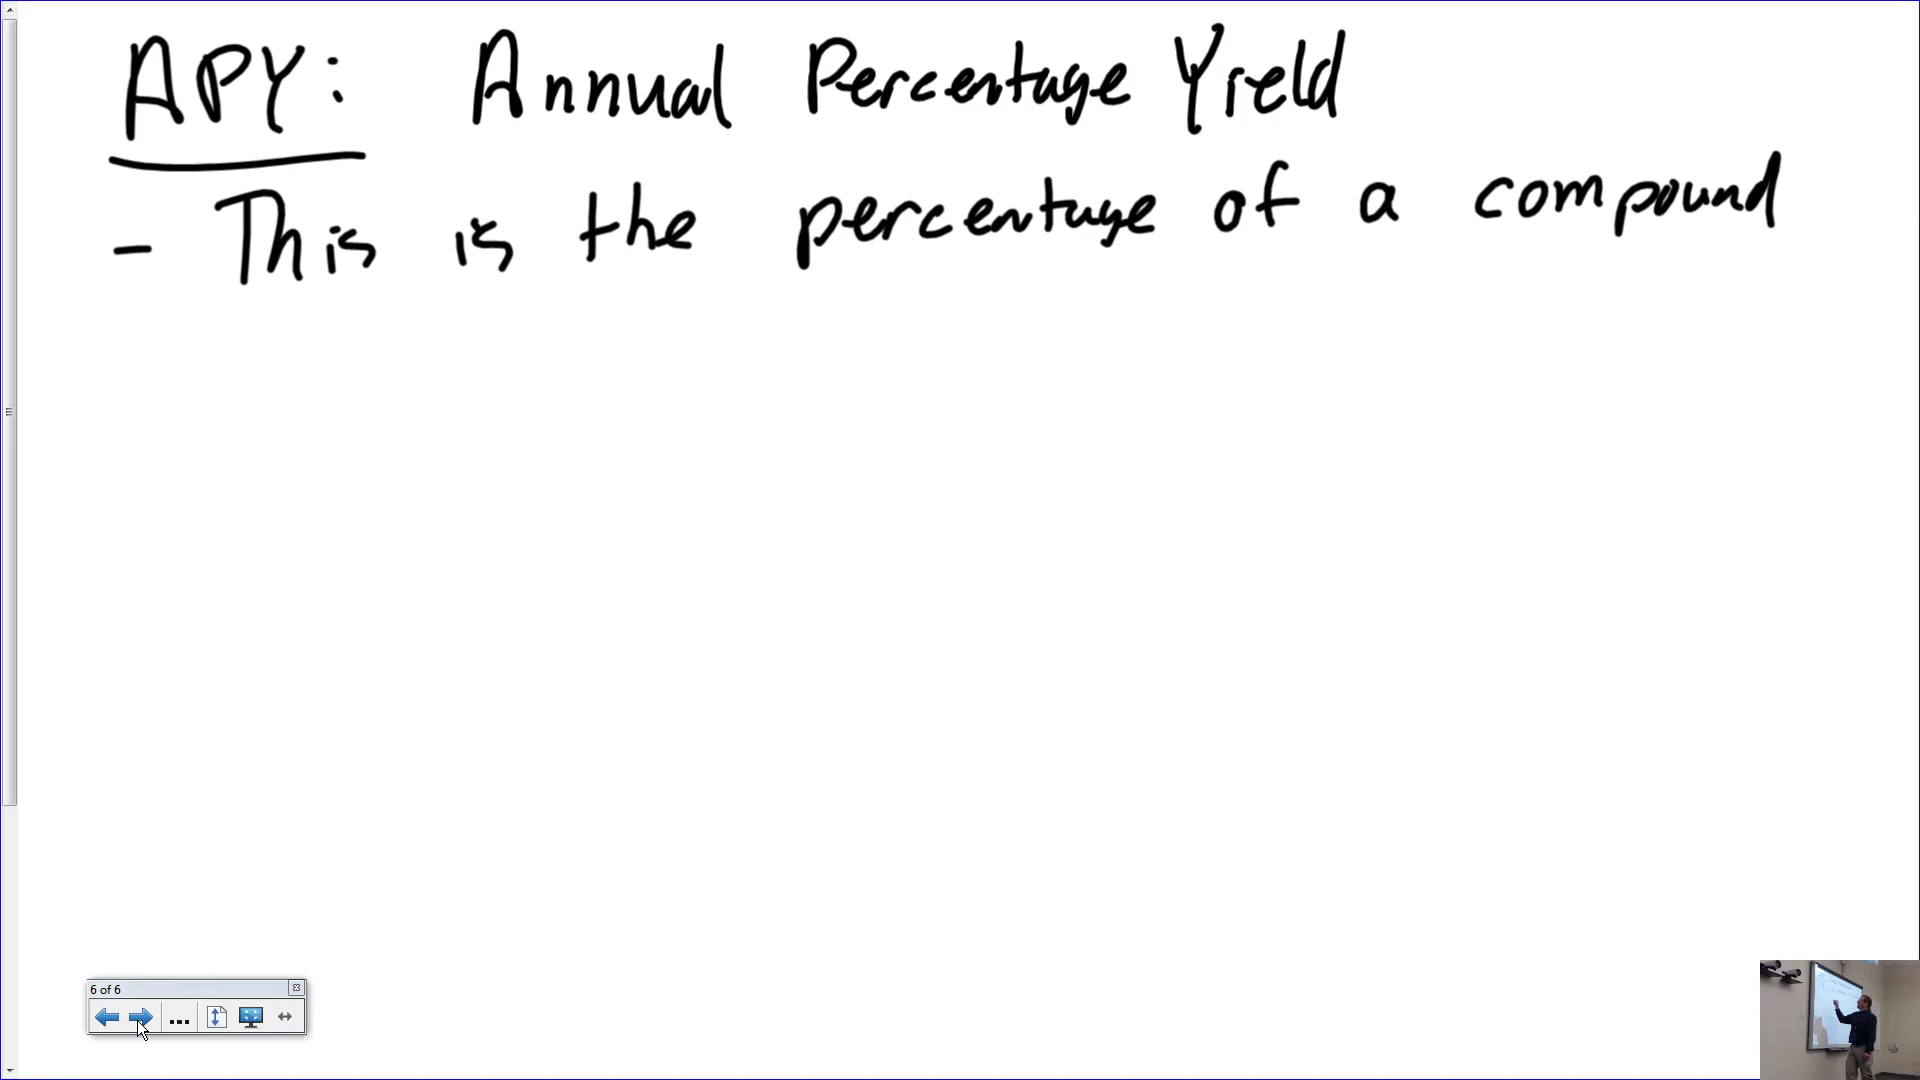 APY: Annual Percentage Yield
- This is the percentage of a compound
6 of 6